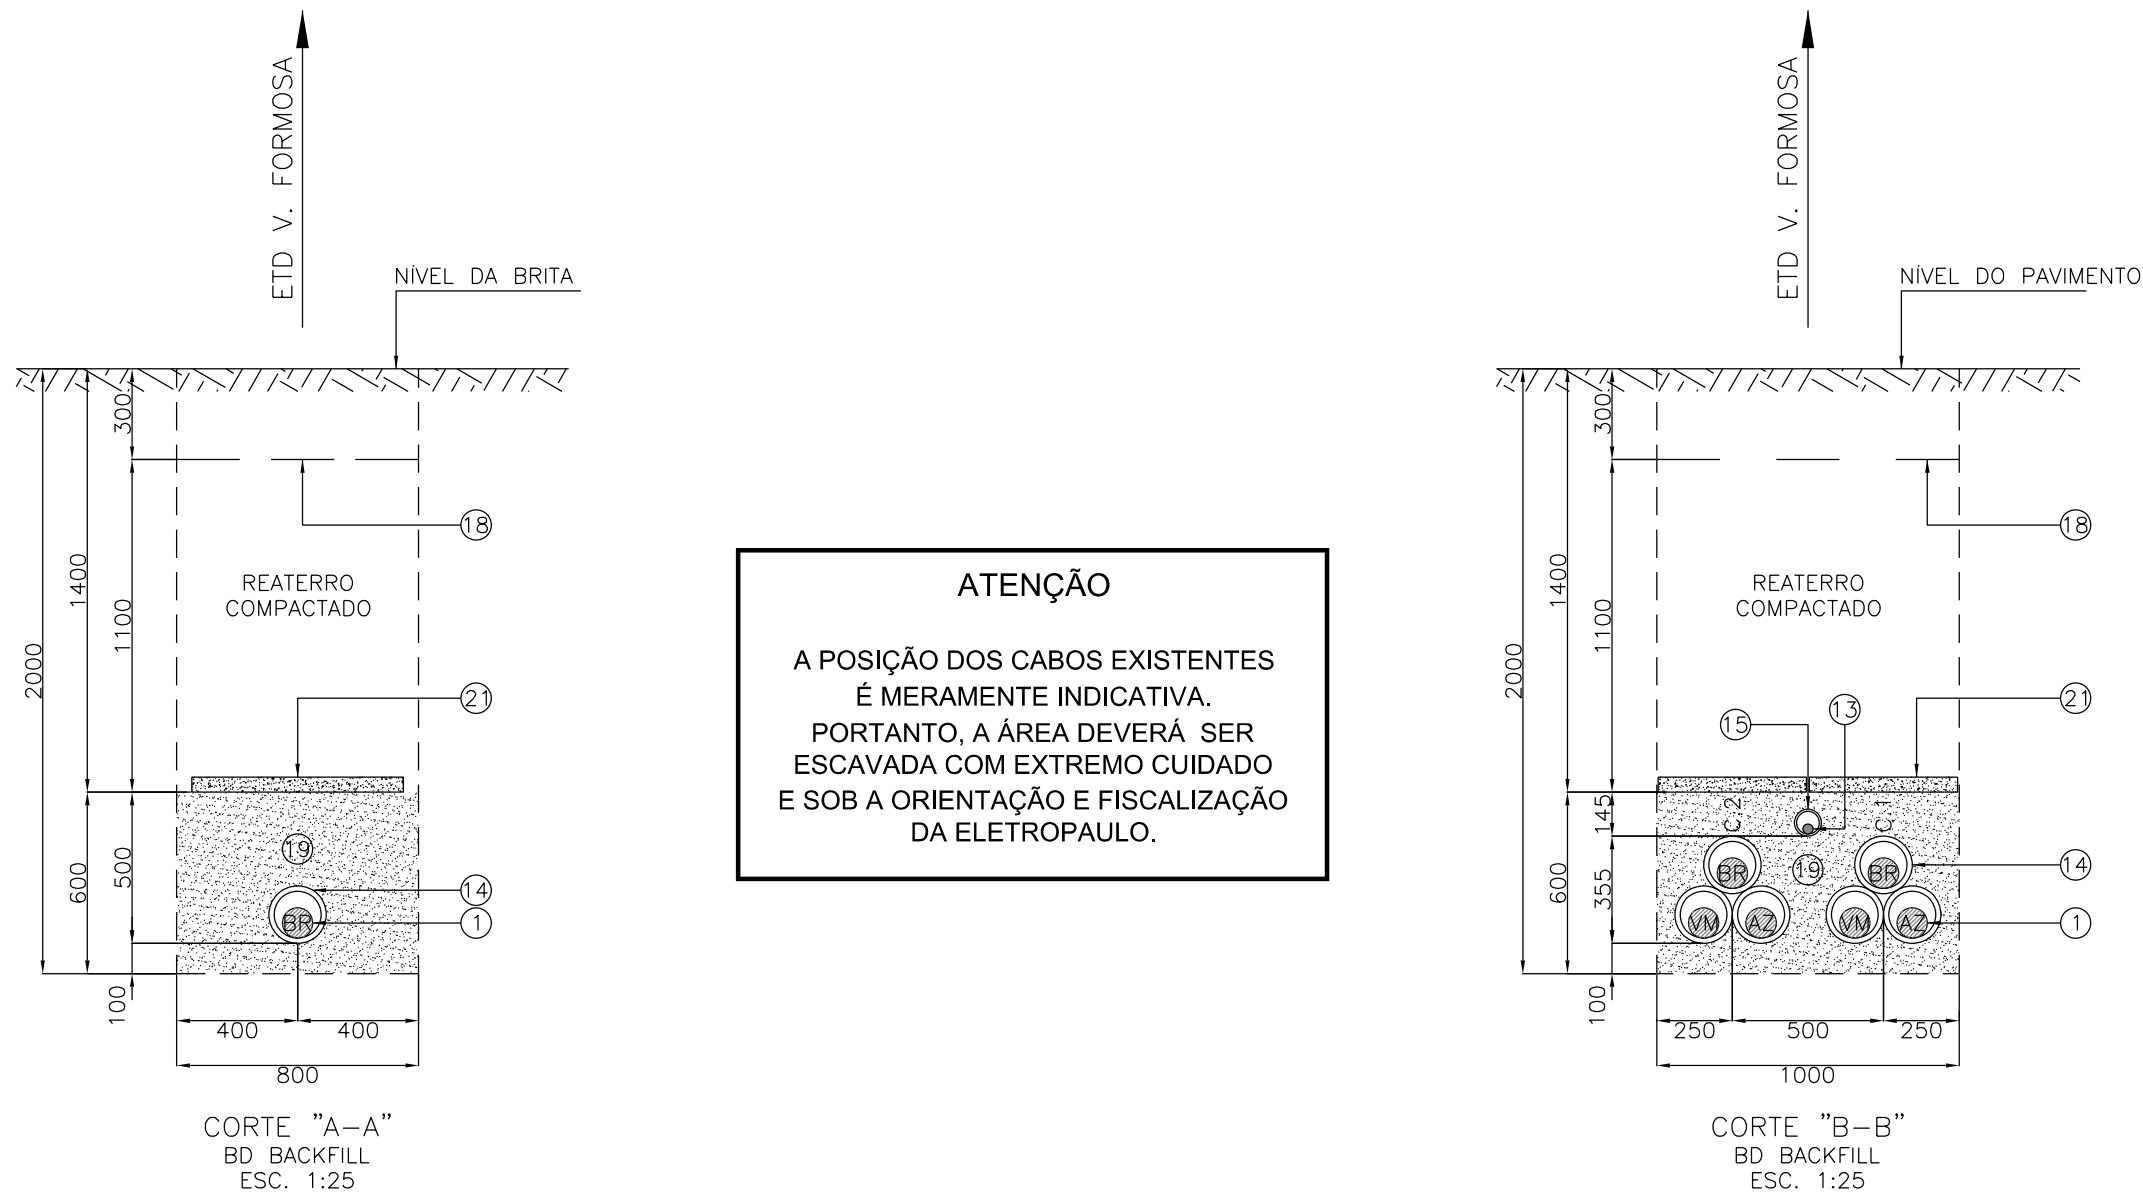 ETD V. FORMOSA
NÍVEL DA BRITA
300
1400
1100
2000
18
REATERRO
COMPACTADO
21
19
500
600
14
BR
1
100
400
400
800
CORTE "A-A"
BD BACKFILL
ESC. 1:25
ATENÇÃO
A POSIÇÃO DOS CABOS EXISTENTES
É MERAMENTE INDICATIVA.
PORTANTO, A ÁREA DEVERÁ SER
ESCAVADA COM EXTREMO CUIDADO
E SOB A ORIENTAÇÃO E FISCALIZAÇÃO
DA ELETROPAULO.
ETD V. FORMOSA
NÍVEL DO PAVIMENTO
300
1400
1100
2000
18
REATERRO
COMPACTADO
21
15
13
145
C.2
C.1
600
355
BR
19
BR
14
VM
AZ
VM
AZ
1
100
250
500
250
1000
CORTE "B-B"
BD BACKFILL
ESC. 1:25